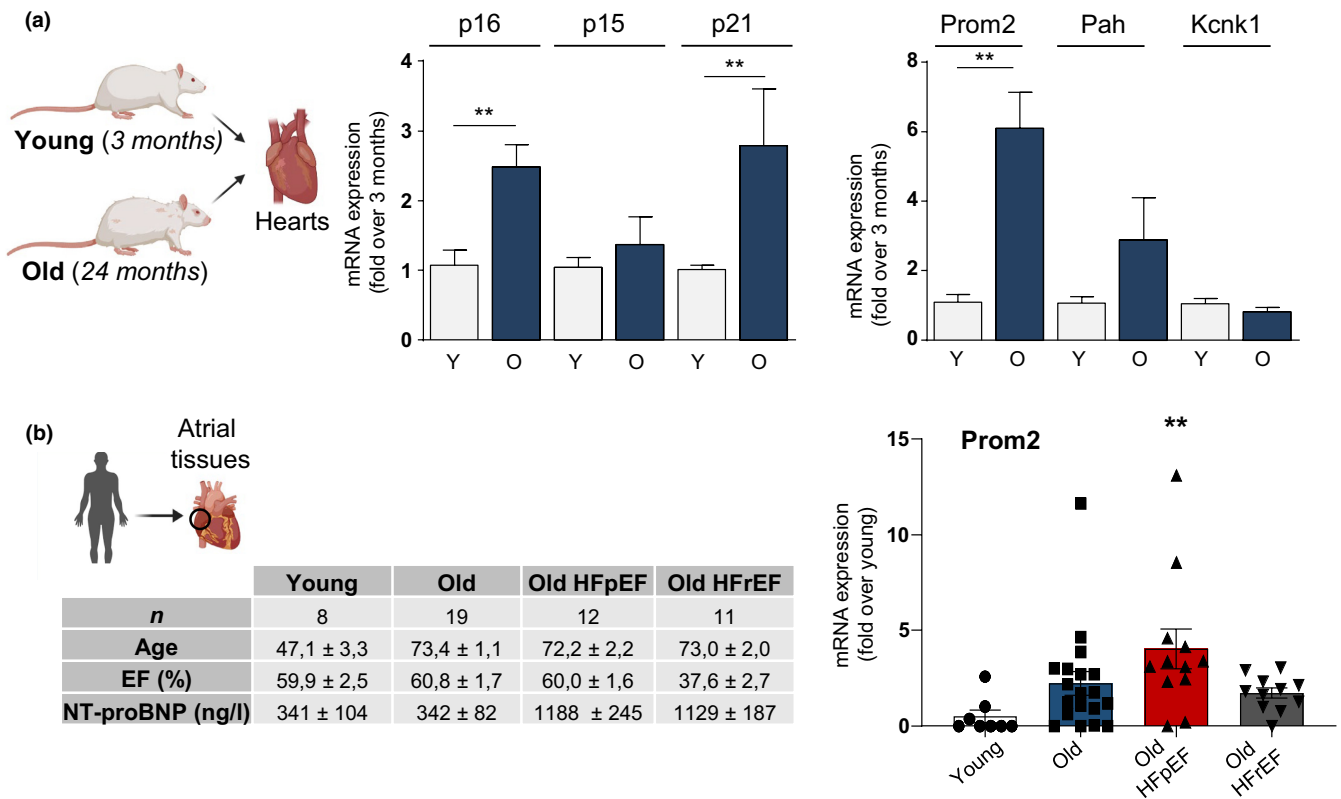 (a)
Young (3 months)
Old (24 months)
Hearts
p16 p15 p21
mRNA expression
(fold over 3 months)
4
3
2
1
0
**
**
Y O Y O Y O
Prom2 Pah Kcnk1
mRNA expression
(fold over 3 months)
8
6
4
2
0
**
Y O Y O Y O
(b)
Atrial
tissues
Young Old Old HFpEF Old HFrEF
n 8 19 12 11
Age 47,1 ± 3,3 73,4 ± 1,1 72,2 ± 2,2 73,0 ± 2,0
EF (%) 59,9 ± 2,5 60,8 ± 1,7 60,0 ± 1,6 37,6 ± 2,7
NT-proBNP (ng/l) 341 ± 104 342 ± 82 1188 ± 245 1129 ± 187
Prom2
**
mRNA expression
(fold over young)
15
10
5
0
Young
Old
Old
HFpEF
Old
HFrEF